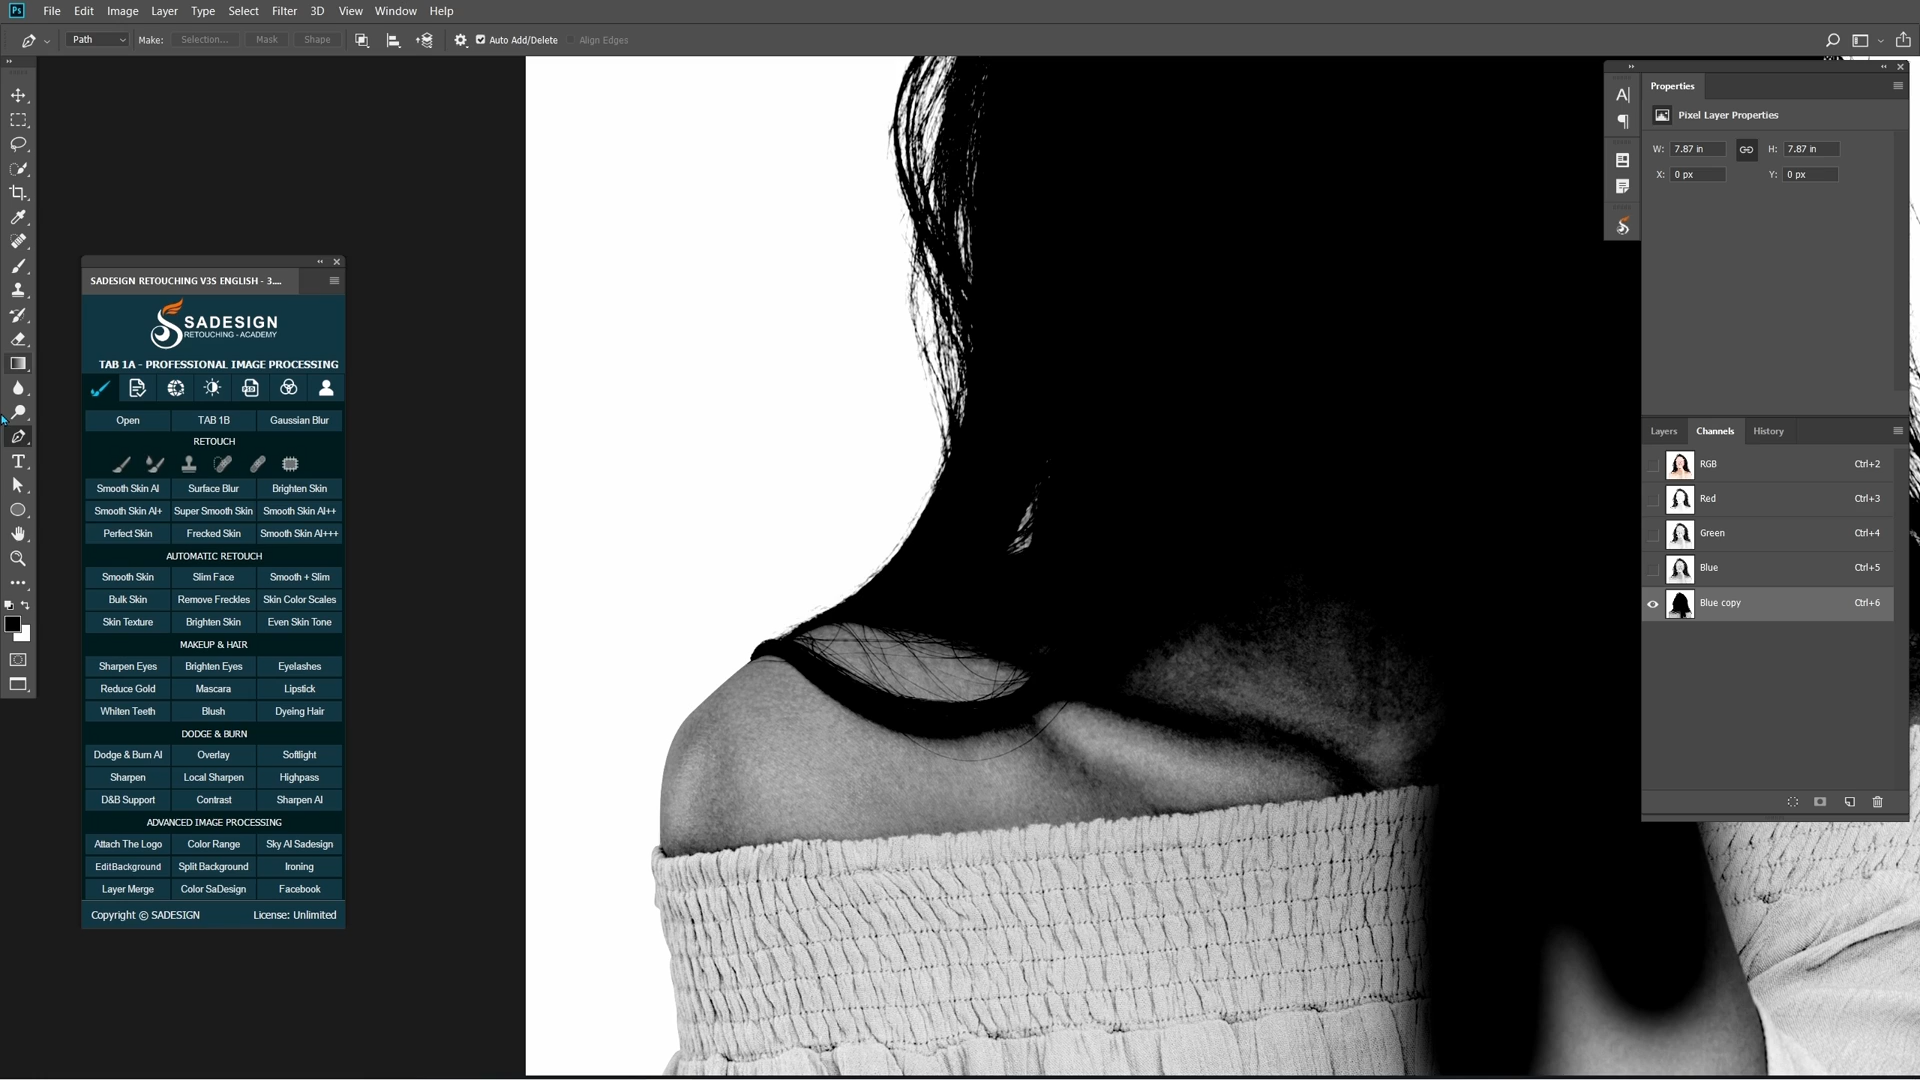 Ps File Edit Image Layer Type Select Filter 3D View Window Help
Path Make: Selection... Mask Shape Auto Add/Delete Align Edges
SADESIGN RETOUCHING V3S ENGLISH - 3....
SADESIGN
RETOUCHING - ACADEMY
TAB 1A - PROFESSIONAL IMAGE PROCESSING
Open TAB 1B Gaussian Blur
RETOUCH
Smooth Skin AI Surface Blur Brighten Skin
Smooth Skin AI+ Super Smooth Skin Smooth Skin AI++
Perfect Skin Frecked Skin Smooth Skin AI+++
AUTOMATIC RETOUCH
Smooth Skin Slim Face Smooth + Slim
Bulk Skin Remove Freckles Skin Color Scales
Skin Texture Brighten Skin Even Skin Tone
MAKEUP & HAIR
Sharpen Eyes Brighten Eyes Eyelashes
Reduce Gold Mascara Lipstick
Whiten Teeth Blush Dyeing Hair
DODGE & BURN
Dodge & Burn AI Overlay Softlight
Sharpen Local Sharpen Highpass
D&B Support Contrast Sharpen AI
ADVANCED IMAGE PROCESSING
Attach The Logo Color Range Sky AI Sadesign
EditBackground Split Background Ironing
Layer Merge Color SaDesign Facebook
Copyright © SADESIGN License: Unlimited
Properties
Pixel Layer Properties
W: 7.87 in H: 7.87 in
X: 0 px Y: 0 px
Layers Channels History
RGB Ctrl+2
Red Ctrl+3
Green Ctrl+4
Blue Ctrl+5
Blue copy Ctrl+6